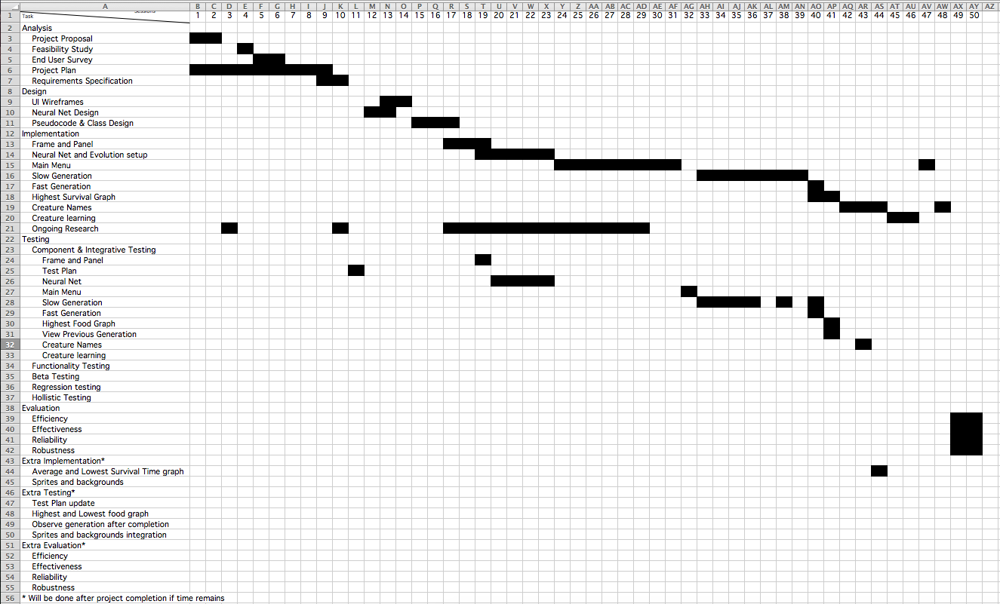 A B C D E F G H I J K L M N O P Q R S T U V W X Y Z AA AB AC AD AE AF AG AH AI AJ AK AL AM AN AO AP AQ AR AS AT AU AV AW AX AY AZ
Sessions
1 Task 1 2 3 4 5 6 7 8 9 10 11 12 13 14 15 16 17 18 19 20 21 22 23 24 25 26 27 28 29 30 31 32 33 34 35 36 37 38 39 40 41 42 43 44 45 46 47 48 49 50
2 Analysis
3 Project Proposal
4 Feasibility Study
5 End User Survey
6 Project Plan
7 Requirements Specification
8 Design
9 UI Wireframes
10 Neural Net Design
11 Pseudocode & Class Design
12 Implementation
13 Frame and Panel
14 Neural Net and Evolution setup
15 Main Menu
16 Slow Generation
17 Fast Generation
18 Highest Survival Graph
19 Creature Names
20 Creature learning
21 Ongoing Research
22 Testing
23 Component & Integrative Testing
24 Frame and Panel
25 Test Plan
26 Neural Net
27 Main Menu
28 Slow Generation
29 Fast Generation
30 Highest Food Graph
31 View Previous Generation
32 Creature Names
33 Creature learning
34 Functionality Testing
35 Beta Testing
36 Regression testing
37 Hollistic Testing
38 Evaluation
39 Efficiency
40 Effectiveness
41 Reliability
42 Robustness
43 Extra Implementation*
44 Average and Lowest Survival Time graph
45 Sprites and backgrounds
46 Extra Testing*
47 Test Plan update
48 Highest and Lowest food graph
49 Observe generation after completion
50 Sprites and backgrounds integration
51 Extra Evaluation*
52 Efficiency
53 Effectiveness
54 Reliability
55 Robustness
56 * Will be done after project completion if time remains